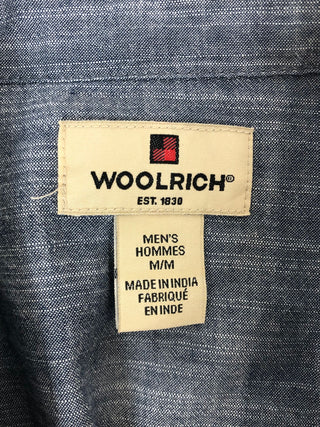 WOOLRICH®
EST. 1830
MEN'S
HOMMES
M/M
MADE IN INDIA
FABRIQUÉ
EN INDE